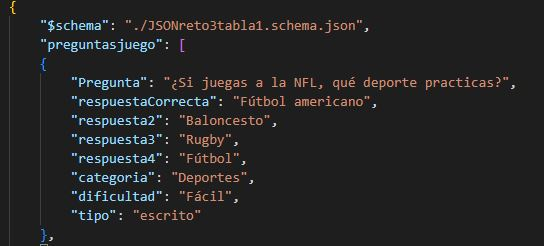 {
"$schema": "./JSONreto3tabla1.schema.json",
"preguntasjuego": [
{
"Pregunta": "¿Si juegas a la NFL, qué deporte practicas?",
"respuestaCorrecta": "Fútbol americano",
"respuesta2": "Baloncesto",
"respuesta3": "Rugby",
"respuesta4": "Fútbol",
"categoria": "Deportes",
"dificultad": "Fácil",
"tipo": "escrito"
},